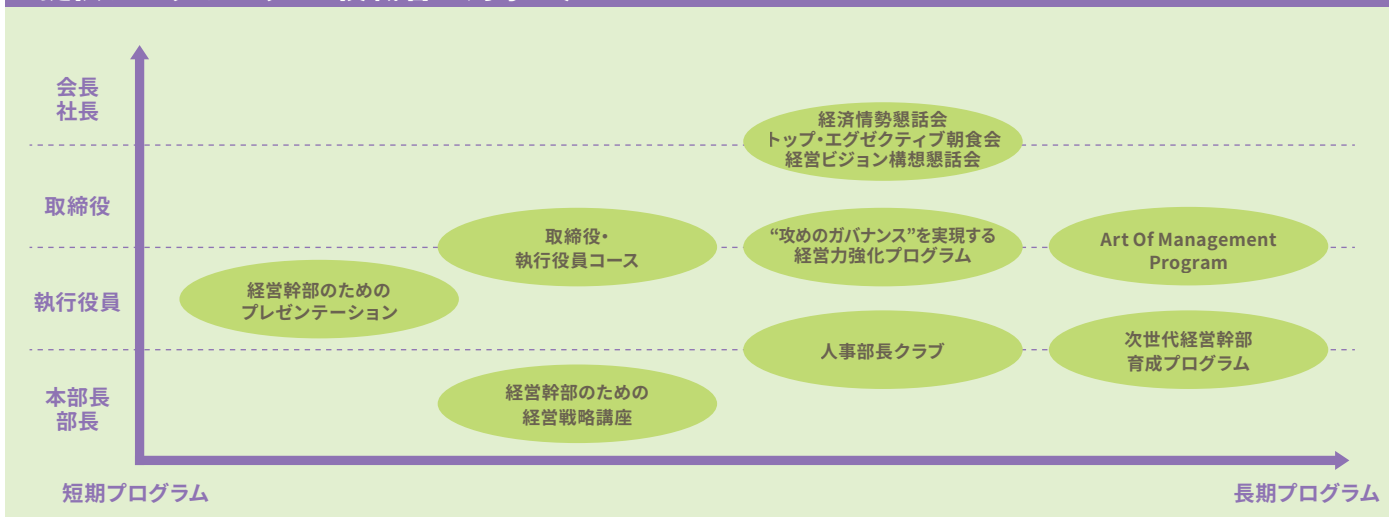 会長
社長
経済情勢懇話会
トップ・エグゼクティブ朝食会
経営ビジョン構想懇話会
取締役
取締役・
執行役員コース
“攻めのガバナンス”を実現する
経営力強化プログラム
Art Of Management
Program
執行役員
経営幹部のための
プレゼンテーション
人事部長クラブ
次世代経営幹部
育成プログラム
本部長
部長
経営幹部のための
経営戦略講座
短期プログラム
長期プログラム